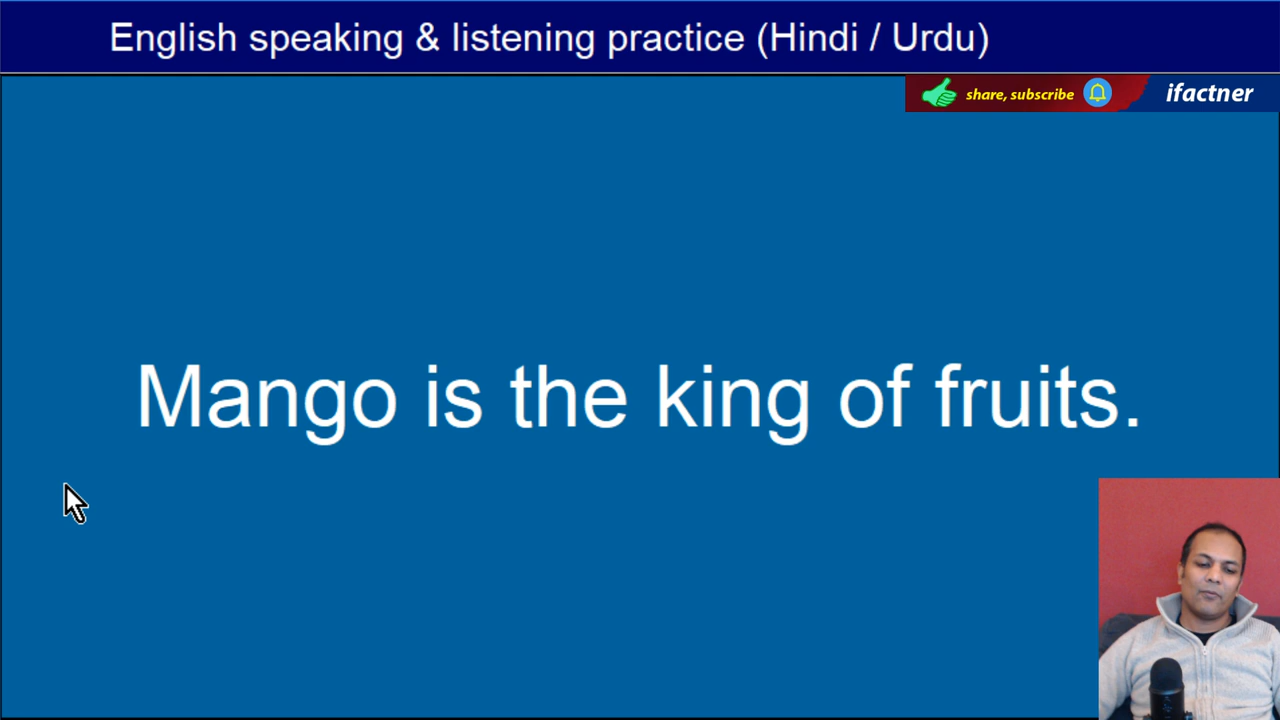 English speaking & listening practice (Hindi / Urdu)
share, subscribe
ifactner
Mango is the king of fruits.